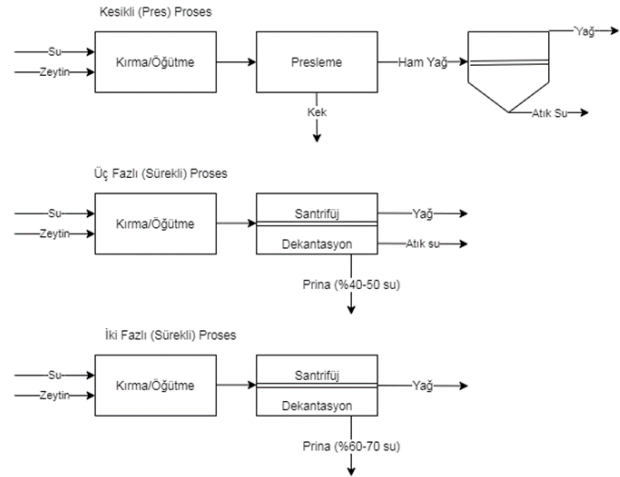 Kesikli (Pres) Proses
Su
Zeytin
Kırma/Öğütme
Presleme
Ham Yağ
Yağ
Atık Su
Kek
Üç Fazlı (Sürekli) Proses
Su
Zeytin
Kırma/Öğütme
Santrifüj
Dekantasyon
Yağ
Atık su
Prina (%40-50 su)
İki Fazlı (Sürekli) Proses
Su
Zeytin
Kırma/Öğütme
Santrifüj
Dekantasyon
Yağ
Prina (%60-70 su)